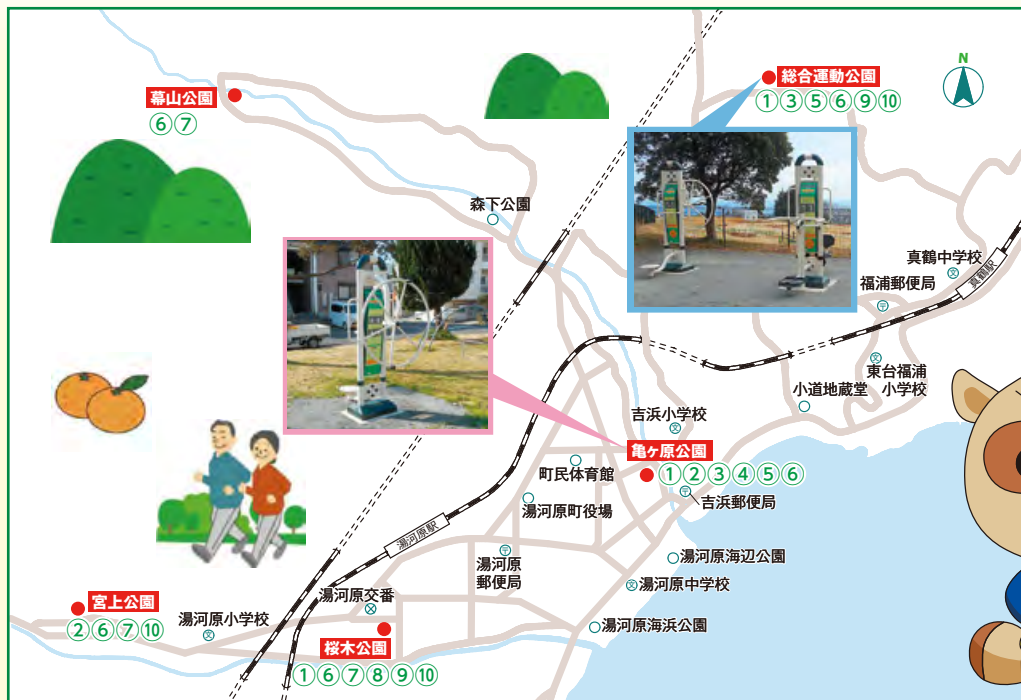 N
幕山公園
⑥⑦
総合運動公園
①③⑤⑥⑨⑩
森下公園
真鶴中学校
真鶴駅
福浦郵便局
東台福浦
小学校
小道地蔵堂
吉浜小学校
亀ヶ原公園
①②③④⑤⑥
町民体育館
吉浜郵便局
湯河原町役場
湯河原駅
湯河原
郵便局
湯河原海辺公園
湯河原中学校
湯河原海浜公園
宮上公園
②⑥⑦⑩
湯河原小学校
湯河原交番
桜木公園
①⑥⑦⑧⑨⑩